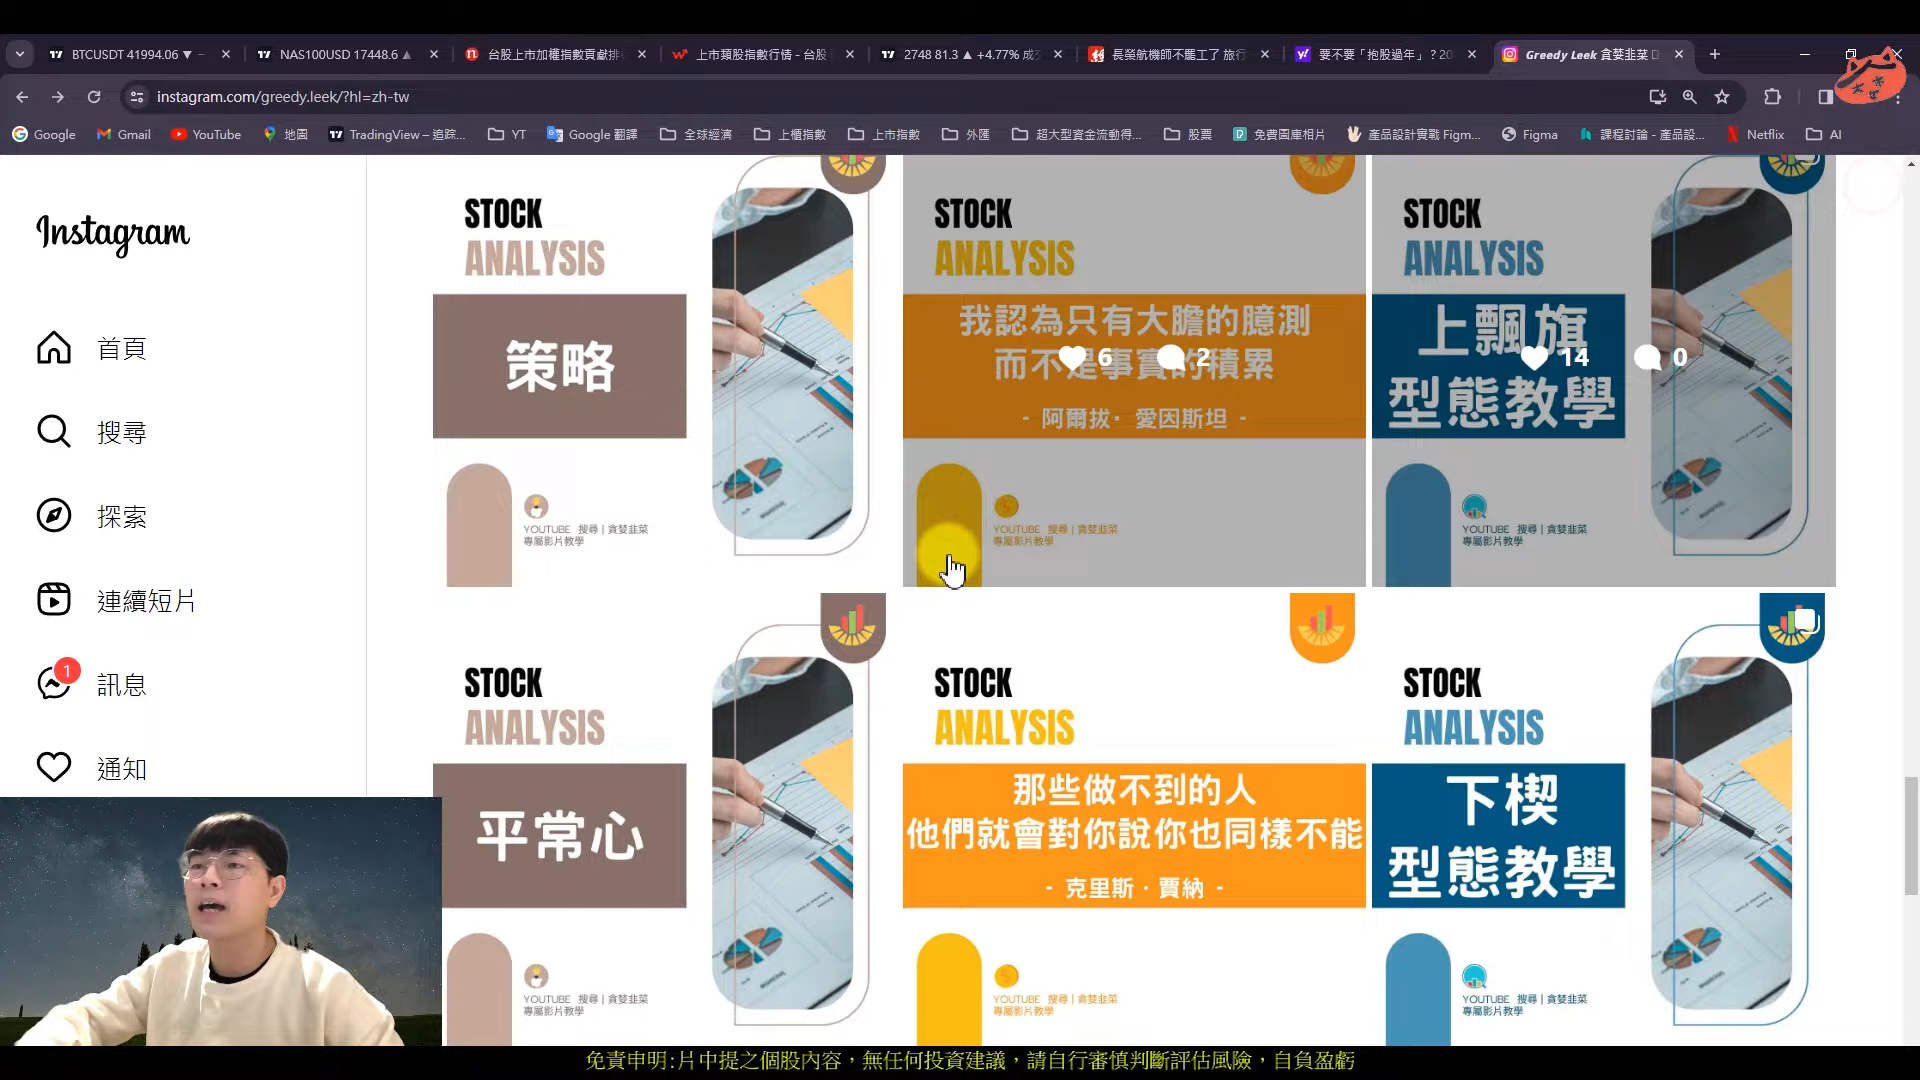 BTCUSDT 41994.06 ▼ −
NAS100USD 17448.6 ▲
台股上市加權指數貢獻排
上市類股指數行情 - 台股
2748 81.3 ▲ +4.77% 成
長榮航機師不罷工了 旅行
要不要「抱股過年」? 20
Greedy Leek 貪婪韭菜
instagram.com/greedy.leek/?hl=zh-tw
Google
Gmail
YouTube
地圖
TradingView – 追踪...
YT
Google 翻譯
全球經濟
上櫃指數
上市指數
外匯
超大型資金流動得...
股票
免費圖庫相片
產品設計實戰 Figm...
Figma
課程討論 - 產品設...
Netflix
AI
Instagram
首頁
搜尋
探索
連續短片
1
訊息
通知
STOCK
ANALYSIS
策略
YOUTUBE 搜尋 | 貪婪韭菜
專屬影片教學
STOCK
ANALYSIS
我認為只有大膽的臆測
而不是事實的積累
6
2
- 阿爾拔· 愛因斯坦 -
YOUTUBE 搜尋 | 貪婪韭菜
專屬影片教學
STOCK
ANALYSIS
上飄旗
14
0
型態教學
YOUTUBE 搜尋 | 貪婪韭菜
專屬影片教學
STOCK
ANALYSIS
平常心
YOUTUBE 搜尋 | 貪婪韭菜
專屬影片教學
STOCK
ANALYSIS
那些做不到的人
他們就會對你說你也同樣不能
- 克里斯 · 賈納 -
YOUTUBE 搜尋 | 貪婪韭菜
專屬影片教學
STOCK
ANALYSIS
下楔
型態教學
YOUTUBE 搜尋 | 貪婪韭菜
專屬影片教學
免責申明:片中提之個股內容，無任何投資建議，請自行審慎判斷評估風險，自負盈虧